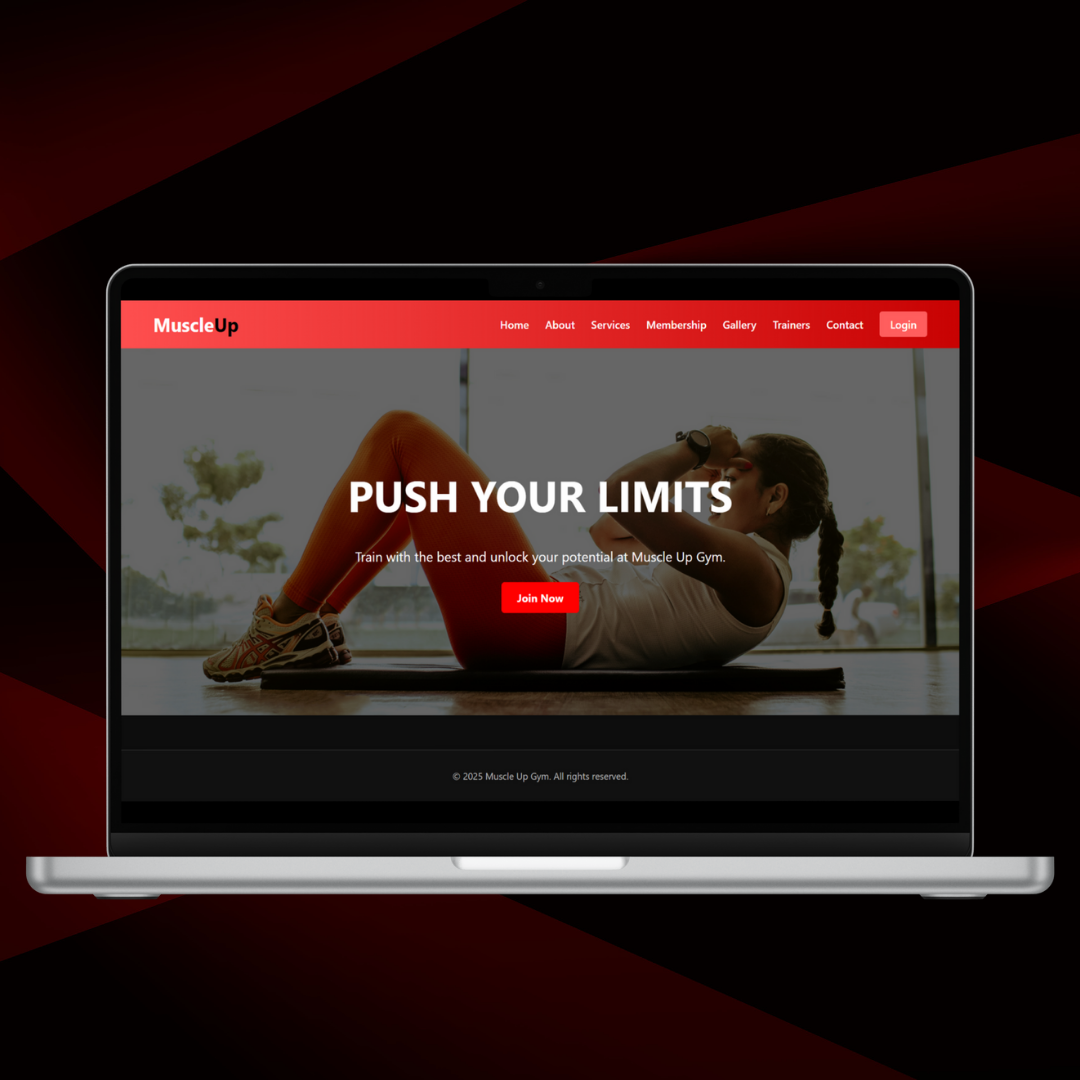 MuscleUp
Home About Services Membership Gallery Trainers Contact Login
PUSH YOUR LIMITS
Train with the best and unlock your potential at Muscle Up Gym.
Join Now
© 2025 Muscle Up Gym. All rights reserved.